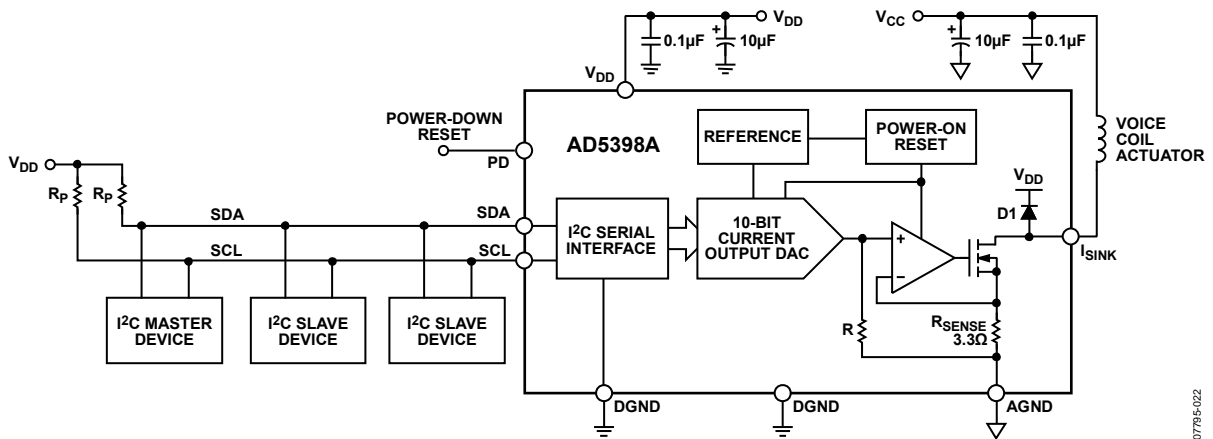 VDD
0.1µF
10µF
VCC
10µF
0.1µF
VDD
POWER-DOWN
RESET
PD
AD5398A
REFERENCE
POWER-ON
RESET
VOICE
COIL
ACTUATOR
VDD
RP
RP
SDA
SDA
SCL
SCL
I2C SERIAL
INTERFACE
10-BIT
CURRENT
OUTPUT DAC
+
−
VDD
D1
ISINK
I2C MASTER
DEVICE
I2C SLAVE
DEVICE
I2C SLAVE
DEVICE
R
RSENSE
3.3Ω
DGND
DGND
AGND
07795-022